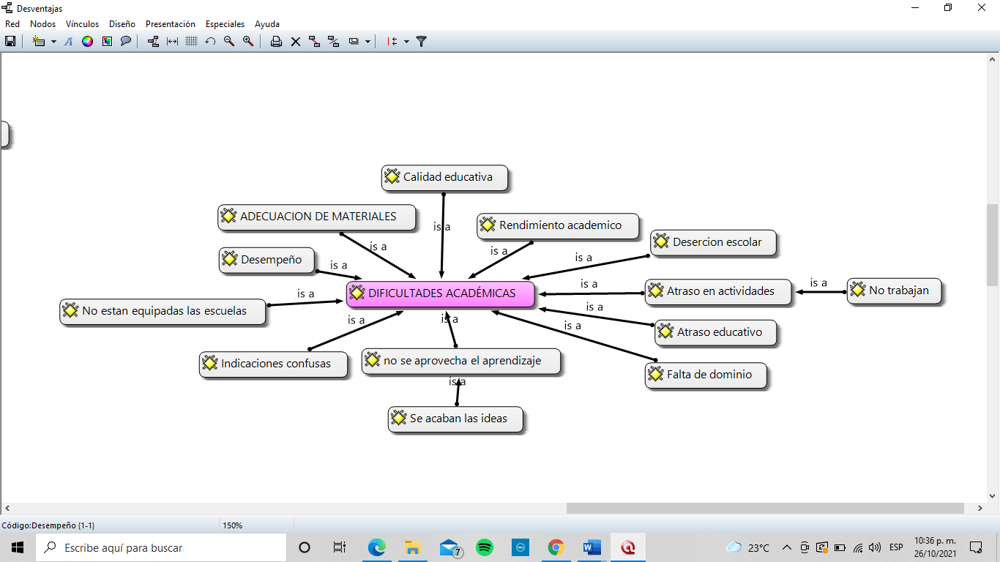 Desventajas
Red Nodos Vínculos Diseño Presentación Especiales Ayuda
Calidad educativa
ADECUACION DE MATERIALES
is a
Rendimiento academico
Desercion escolar
is a
is a
Desempeño
is a
is a
DIFICULTADES ACADÉMICAS
is a
Atraso en actividades
is a
No trabajan
is a
No estan equipadas las escuelas
is a
is a
is a
is a
Atraso educativo
Indicaciones confusas
no se aprovecha el aprendizaje
Falta de dominio
is a
Se acaban las ideas
Código:Desempeño {1-1}
150%
Escribe aquí para buscar
7
DELL
23°C
ESP
10:36 p. m.
26/10/2021